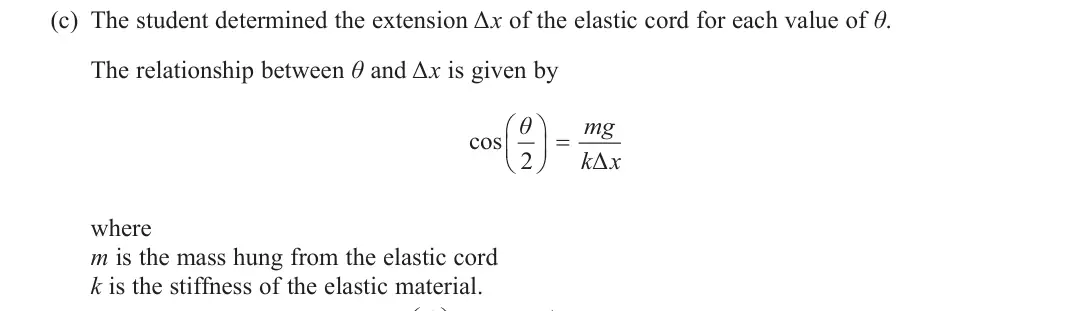 (c) The student determined the extension Δx of the elastic cord for each value of θ.
The relationship between θ and Δx is given by
cos(θ/2) = mg/kΔx
where
m is the mass hung from the elastic cord
k is the stiffness of the elastic material.